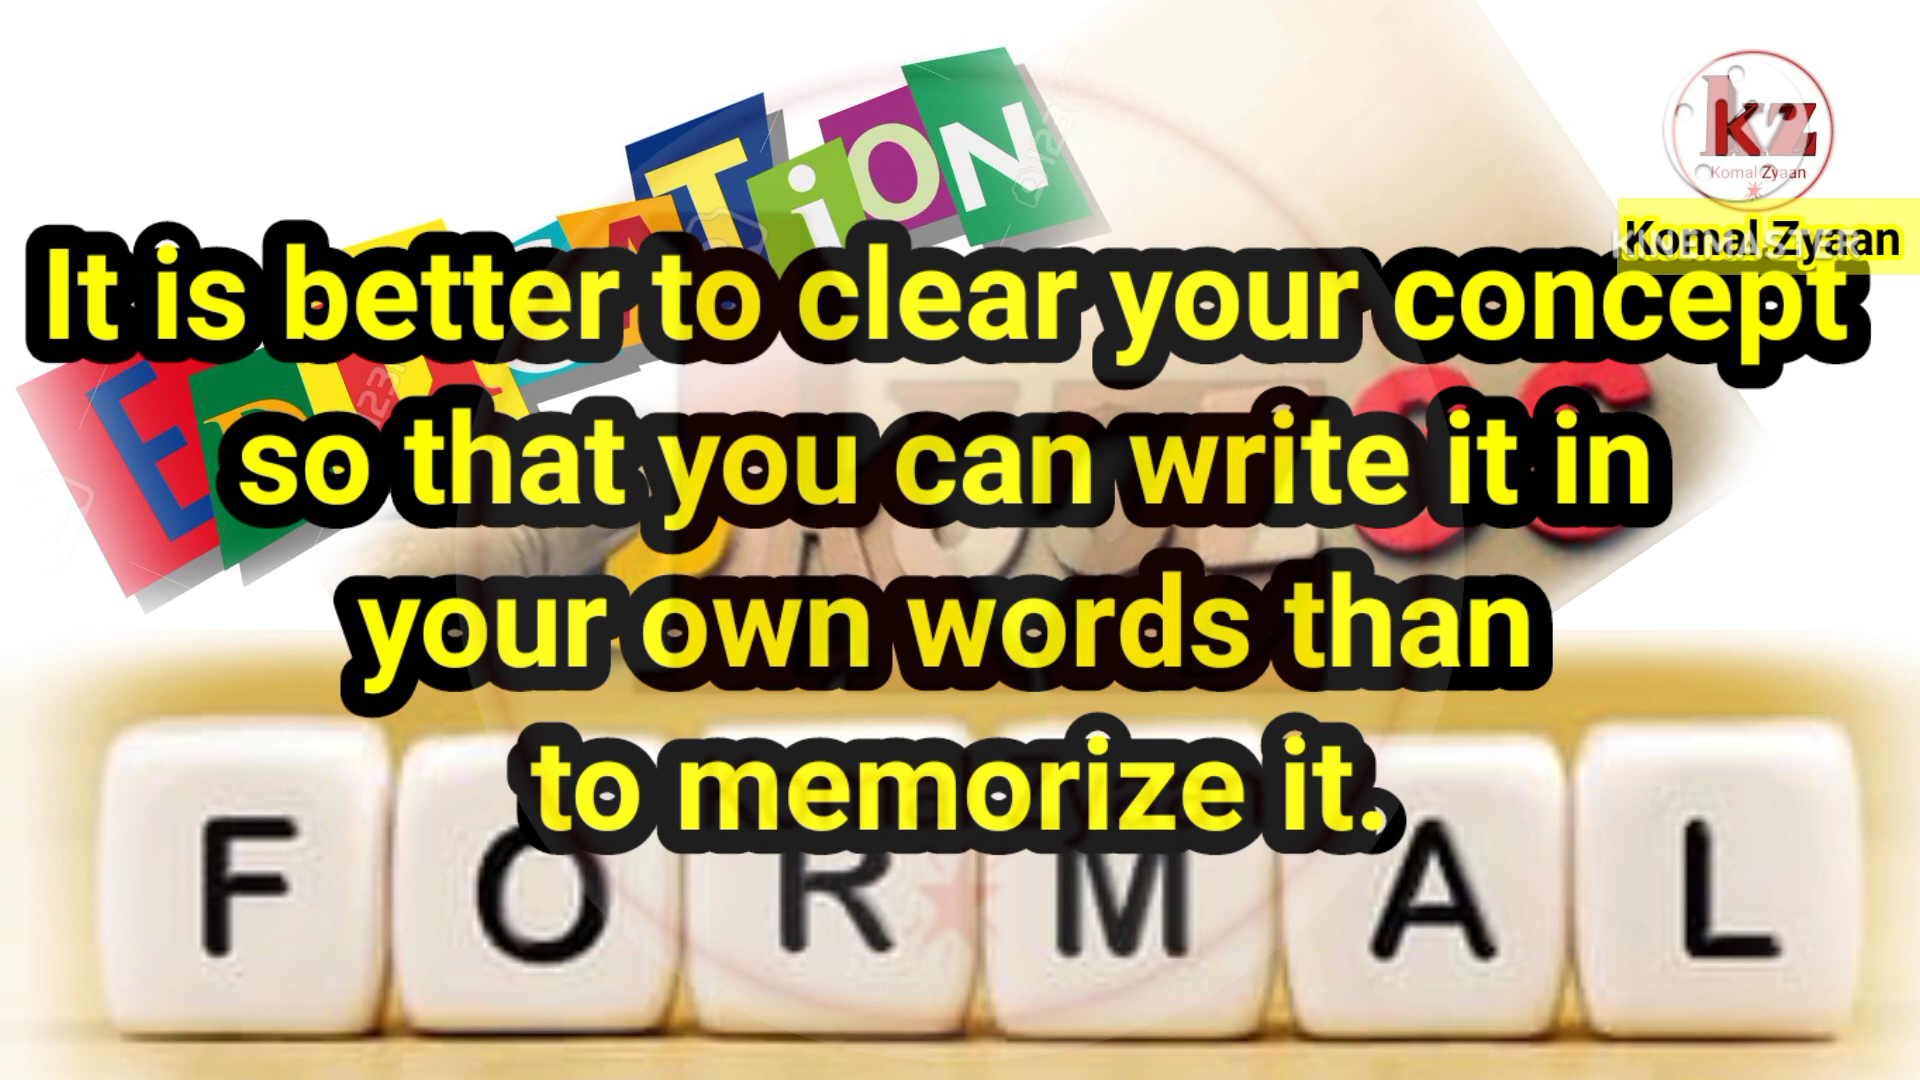 EDUCATION
kz
Komal Zyaan
Komal Zyaan
It is better to clear your concept
so that you can write it in
your own words than
to memorize it.
FORMAL